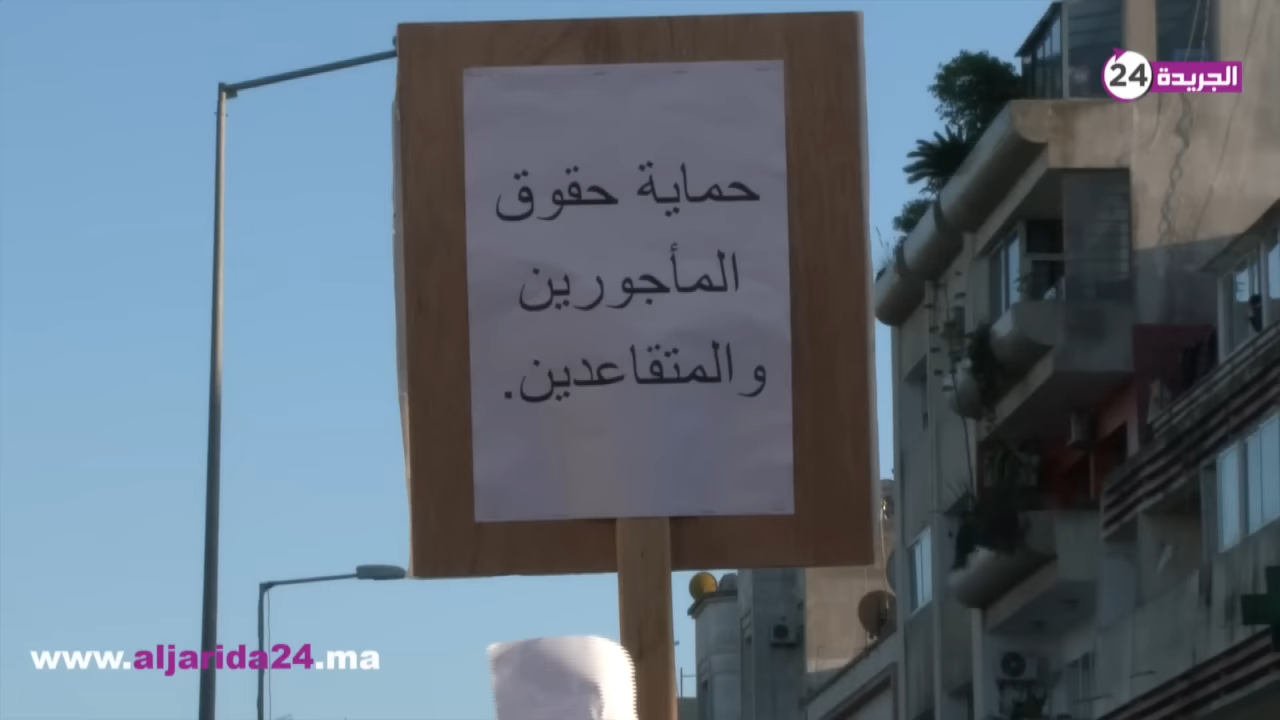 24 الجريدة
حماية حقوق
المأجورين
والمتقاعدين.
www.aljarida24.ma